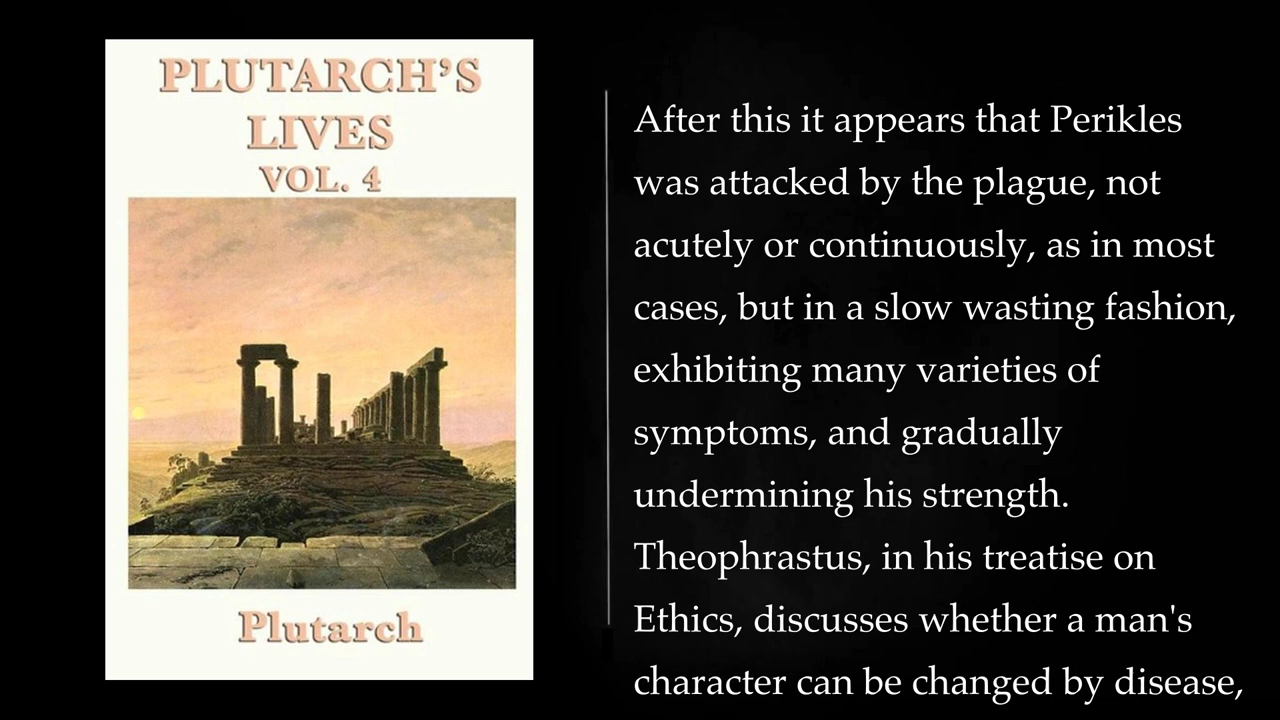 PLUTARCH'S
LIVES
VOL. 4
Plutarch
After this it appears that Perikles
was attacked by the plague, not
acutely or continuously, as in most
cases, but in a slow wasting fashion,
exhibiting many varieties of
symptoms, and gradually
undermining his strength.
Theophrastus, in his treatise on
Ethics, discusses whether a man's
character can be changed by disease,